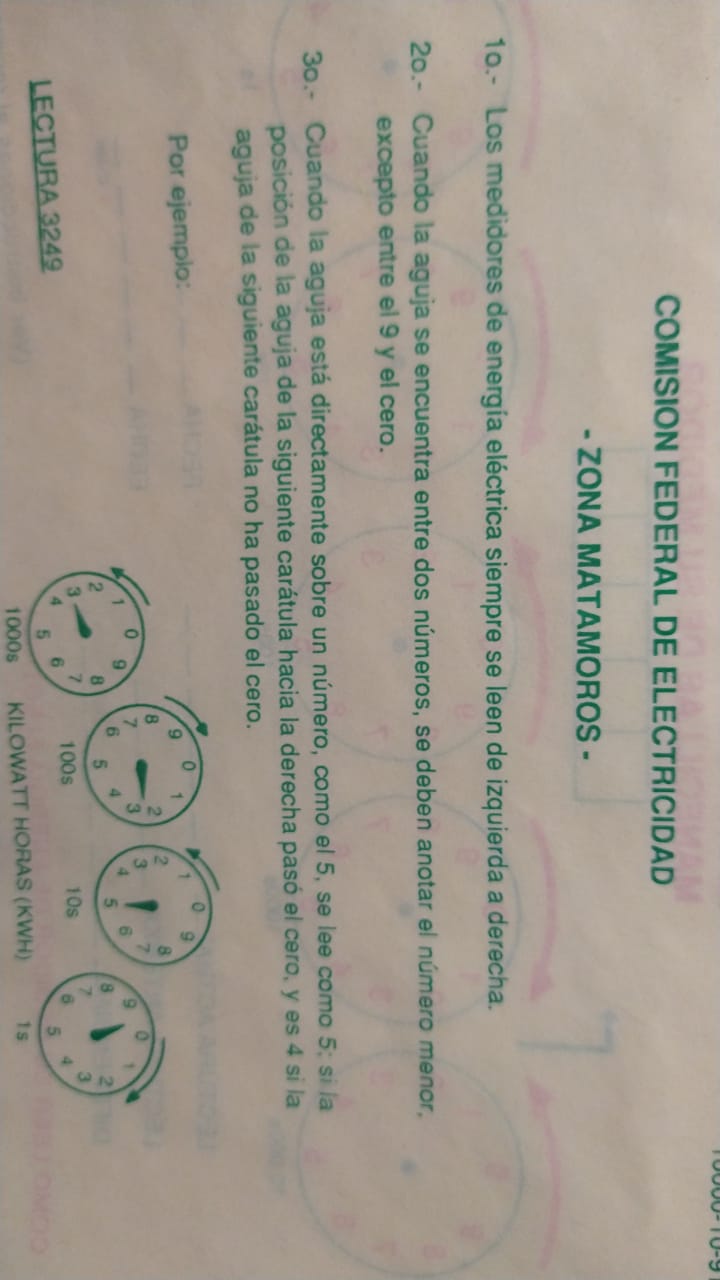 COMISION FEDERAL DE ELECTRICIDAD
- ZONA MATAMOROS -
1o.- Los medidores de energía eléctrica siempre se leen de izquierda a derecha.
2o.- Cuando la aguja se encuentra entre dos números, se deben anotar el número menor,
excepto entre el 9 y el cero.
3o.- Cuando la aguja está directamente sobre un número, como el 5, se lee como 5; si la
posición de la aguja de la siguiente carátula hacia la derecha pasó el cero, y es 4 si la
aguja de la siguiente carátula no ha pasado el cero.
Por ejemplo:
LECTURA 3249
0 1 2 3 4 5 6 7 8 9
0 1 2 3 4 5 6 7 8 9
0 1 2 3 4 5 6 7 8 9
0 1 2 3 4 5 6 7 8 9
1000s 100s 10s 1s
KILOWATT HORAS (KWH)